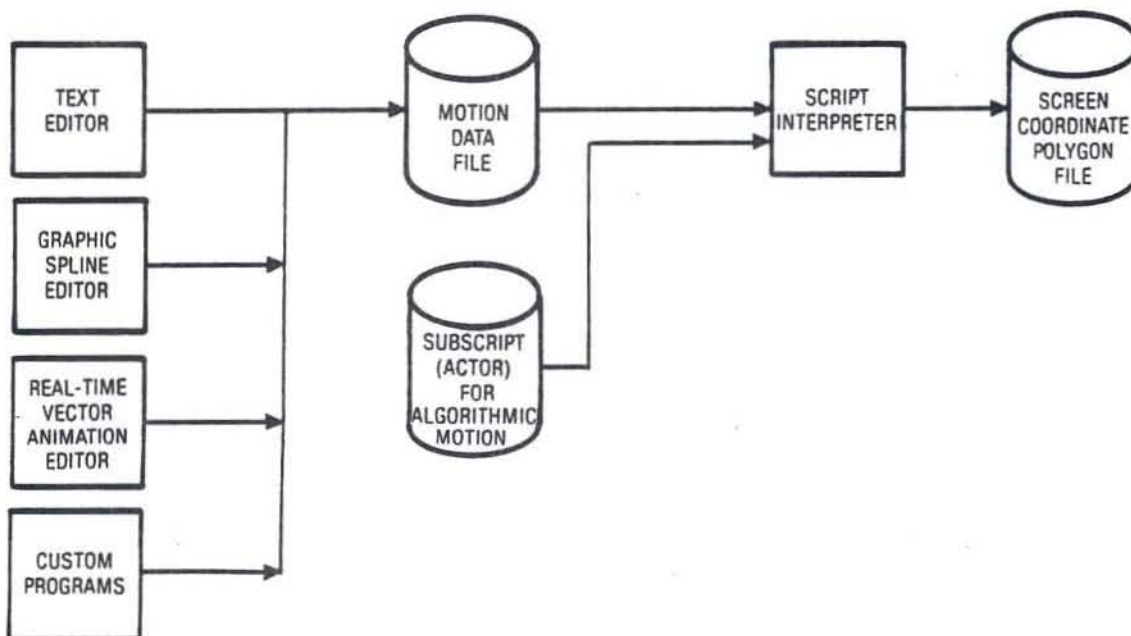 TEXT
EDITOR
MOTION
DATA
FILE
SCRIPT
INTERPRETER
SCREEN
COORDINATE
POLYGON
FILE
GRAPHIC
SPLINE
EDITOR
SUBSCRIPT
(ACTOR)
FOR
ALGORITHMIC
MOTION
REAL-TIME
VECTOR
ANIMATION
EDITOR
CUSTOM
PROGRAMS